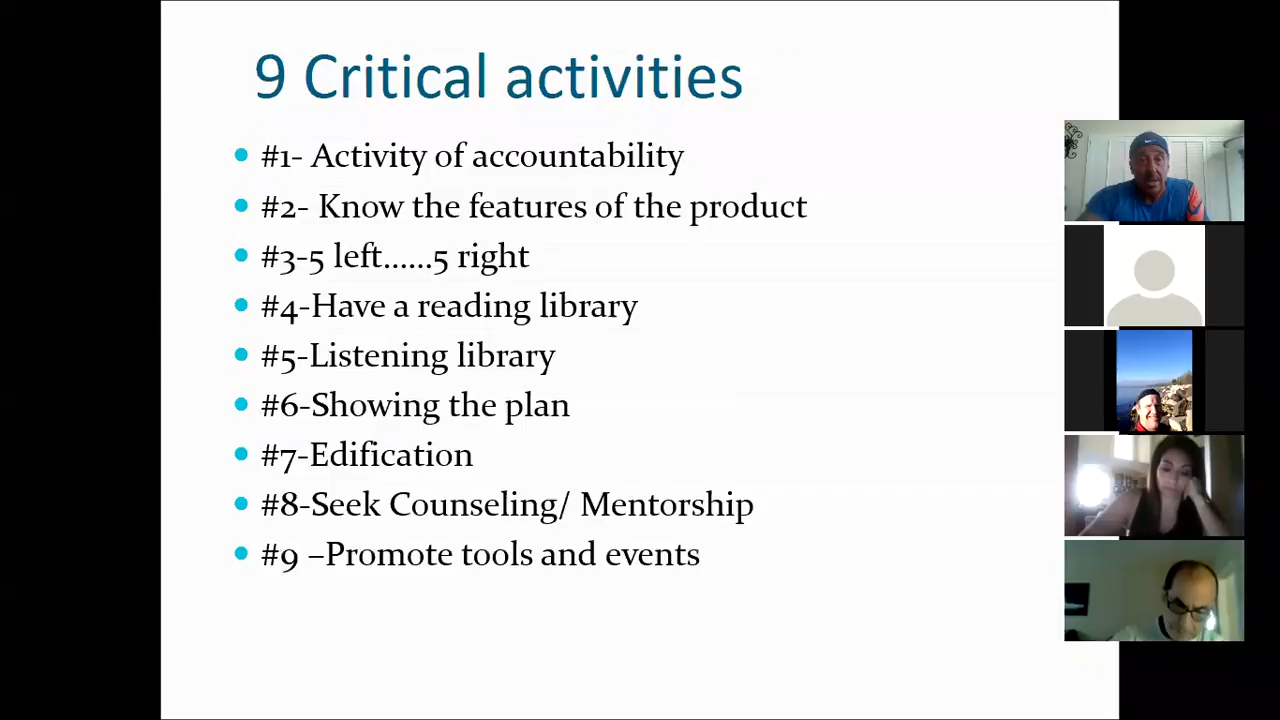 9 Critical activities
#1- Activity of accountability
#2- Know the features of the product
#3-5 left......5 right
#4-Have a reading library
#5-Listening library
#6-Showing the plan
#7-Edification
#8-Seek Counseling/ Mentorship
#9 –Promote tools and events